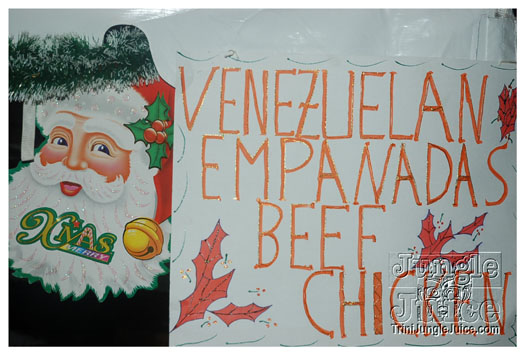 VENEZUELAN
EMPANADAS
BEEF
CHICKEN
XMAS
MERRY
Jungle
Juice
TriniJungleJuice.com